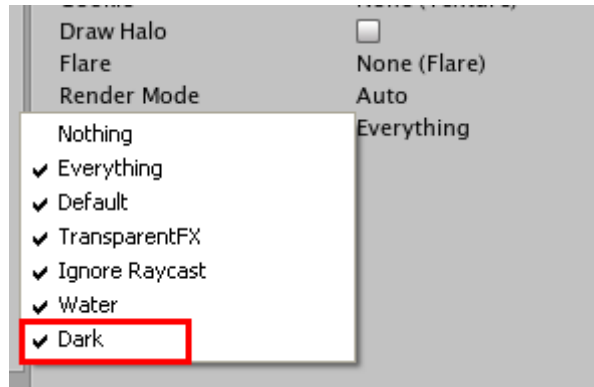 Draw Halo
Flare None (Flare)
Render Mode Auto
Everything
Nothing
Everything
Default
TransparentFX
Ignore Raycast
Water
Dark